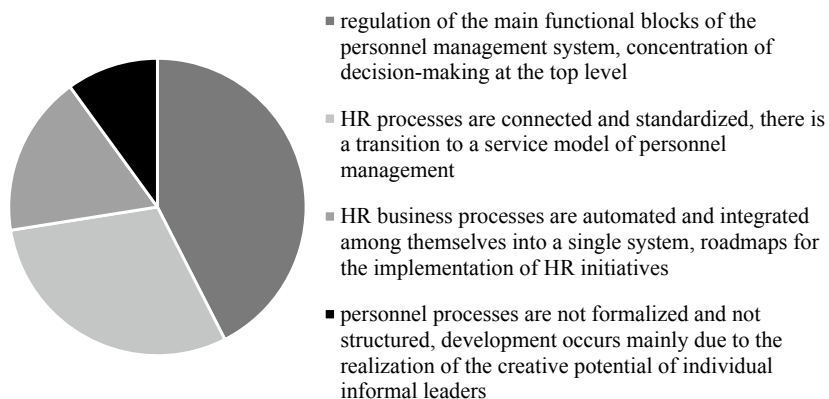 regulation of the main functional blocks of the
personnel management system, concentration of
decision-making at the top level
HR processes are connected and standardized, there is
a transition to a service model of personnel
management
HR business processes are automated and integrated
among themselves into a single system, roadmaps for
the implementation of HR initiatives
personnel processes are not formalized and not
structured, development occurs mainly due to the
realization of the creative potential of individual
informal leaders